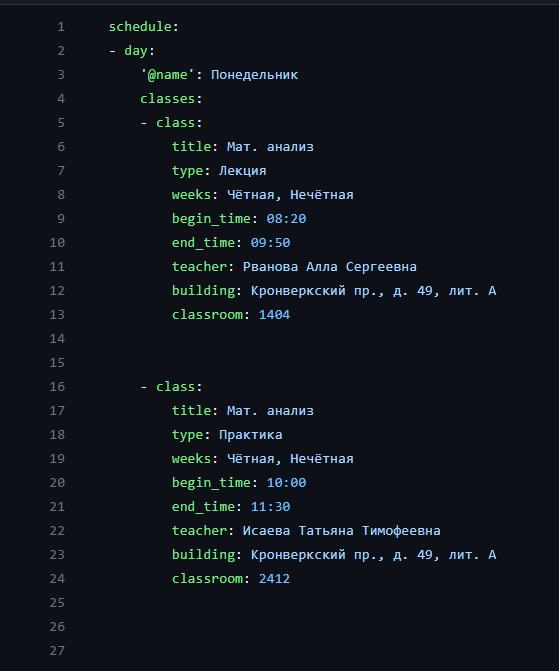 1 schedule:
2 - day:
3 '@name': Понедельник
4 classes:
5 - class:
6 title: Мат. анализ
7 type: Лекция
8 weeks: Чётная, Нечётная
9 begin_time: 08:20
10 end_time: 09:50
11 teacher: Рванова Алла Сергеевна
12 building: Кронверкский пр., д. 49, лит. А
13 classroom: 1404
14
15
16 - class:
17 title: Мат. анализ
18 type: Практика
19 weeks: Чётная, Нечётная
20 begin_time: 10:00
21 end_time: 11:30
22 teacher: Исаева Татьяна Тимофеевна
23 building: Кронверкский пр., д. 49, лит. А
24 classroom: 2412
25
26
27